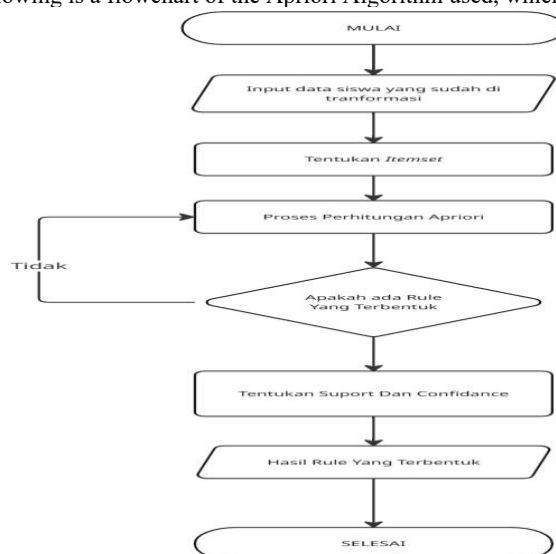 lowing is a flowchart of the Apriori Algorithm used, which
MULAI
Input data siswa yang sudah di
tranformasi
Tentukan Itemset
Proses Perhitungan Apriori
Tidak
Apakah ada Rule
Yang Terbentuk
Tentukan Suport Dan Confidance
Hasil Rule Yang Terbentuk
SELESAI